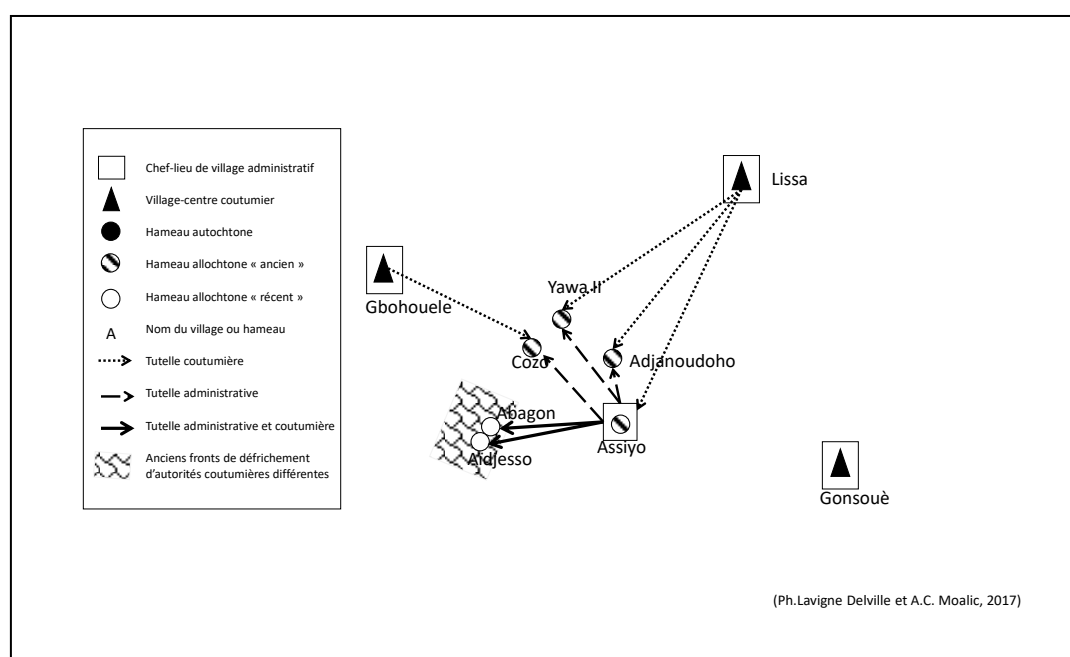 Chef-lieu de village administratif
Village-centre coutumier
Hameau autochtone
Hameau allochtone « ancien »
Hameau allochtone « récent »
A
Nom du village ou hameau
Tutelle coutumière
Tutelle administrative
Tutelle administrative et coutumière
Anciens fronts de défrichement
d'autorités coutumières différentes
Lissa
Gbohouele
Yawa II
Cozo
Adjanoudoho
Abagon
Aïdjesso
Assiyo
Gonsouè
(Ph.Lavigne Delville et A.C. Moalic, 2017)